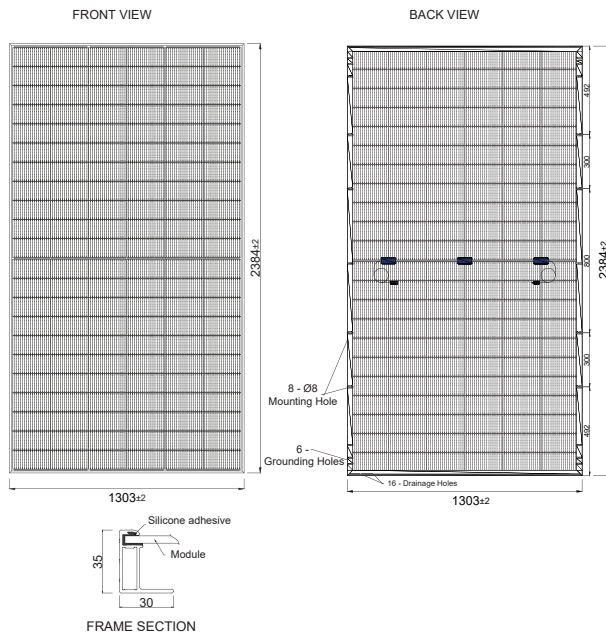 FRONT VIEW
BACK VIEW
2384±2
1303±2
492
300
800
300
492
2384±2
8 - Ø8
Mounting Hole
6 -
Grounding Holes
16 - Drainage Holes
1303±2
Silicone adhesive
Module
35
30
FRAME SECTION